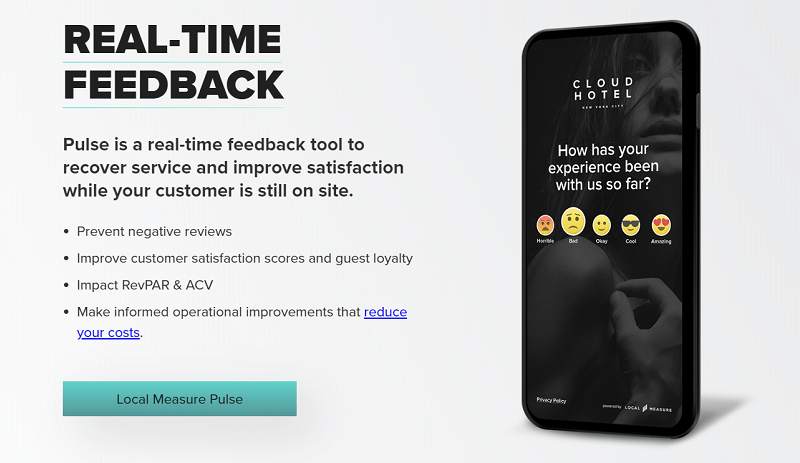 REAL-TIME
FEEDBACK
Pulse is a real-time feedback tool to
recover service and improve satisfaction
while your customer is still on site.
• Prevent negative reviews
• Improve customer satisfaction scores and guest loyalty
• Impact RevPAR & ACV
• Make informed operational improvements that reduce
your costs.
Local Measure Pulse
CLOUD
HOTEL
NEW YORK CITY
How has your
experience been
with us so far?
Horrible Bad Okay Cool Amazing
Privacy Policy
powered by LOCAL MEASURE